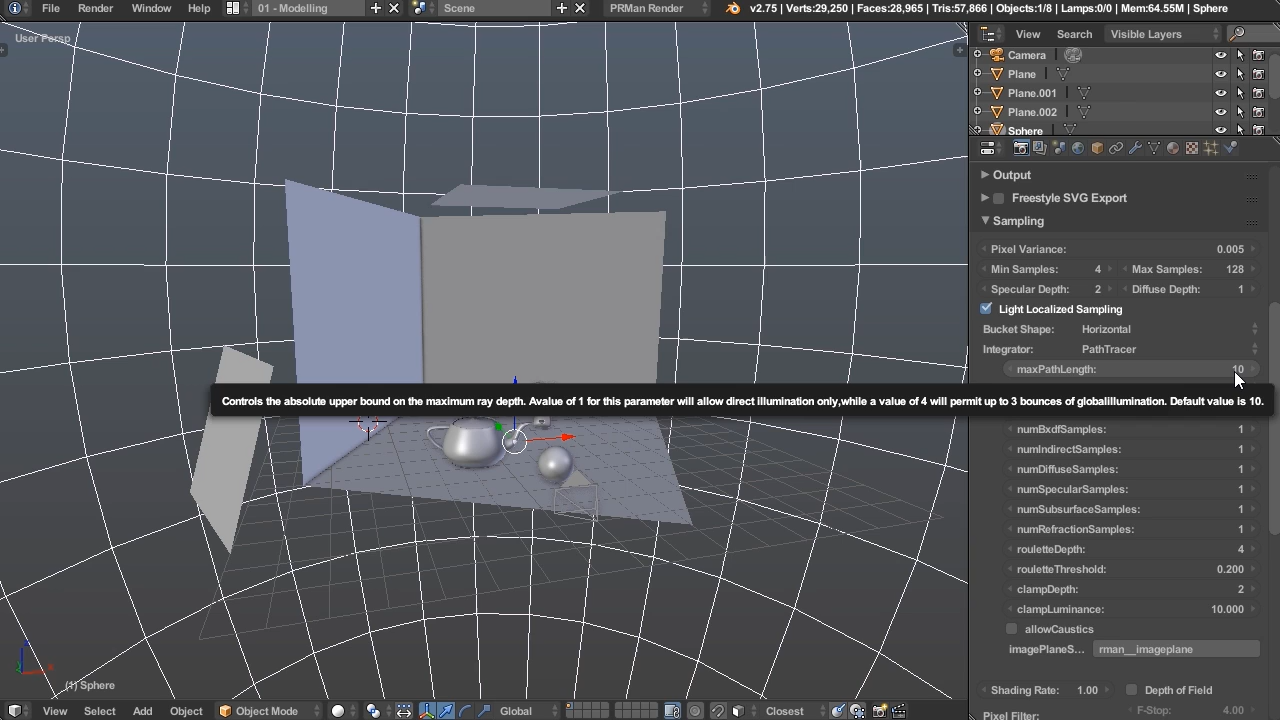 File Render Window Help 01 - Modelling Scene PRMan Render v2.75 | Verts:29,250 | Faces:28,965 | Tris:57,866 | Objects:1/8 | Lamps:0/0 | Mem:64.55M | Sphere
User Persp
View Search Visible Layers
Camera
Plane
Plane.001
Plane.002
Sphere
Output
Freestyle SVG Export
Sampling
Pixel Variance: 0.005
Min Samples: 4 Max Samples: 128
Specular Depth: 2 Diffuse Depth: 1
Light Localized Sampling
Bucket Shape: Horizontal
Integrator: PathTracer
maxPathLength: 10
Controls the absolute upper bound on the maximum ray depth. Avalue of 1 for this parameter will allow direct illumination only,while a value of 4 will permit up to 3 bounces of globalillumination. Default value is 10.
numBxdfSamples: 1
numIndirectSamples: 1
numDiffuseSamples: 1
numSpecularSamples: 1
numSubsurfaceSamples: 1
numRefractionSamples: 1
rouletteDepth: 4
rouletteThreshold: 0.200
clampDepth: 2
clampLuminance: 10.000
allowCaustics
imagePlaneS... rman__imageplane
Shading Rate: 1.00 Depth of Field
Pixel Filter: F-Stop: 4.00
(1) Sphere
View Select Add Object Object Mode Global Closest